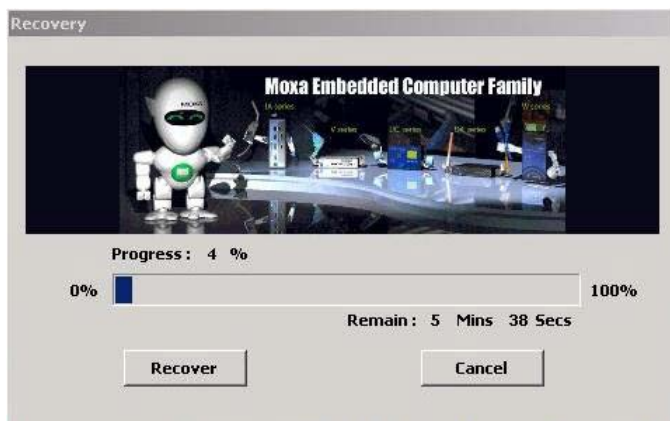 Recovery
Moxa Embedded Computer Family
MOXA
IA series
V series
UC series
DA series
W series
Progress : 4 %
0%
100%
Remain : 5 Mins 38 Secs
Recover
Cancel